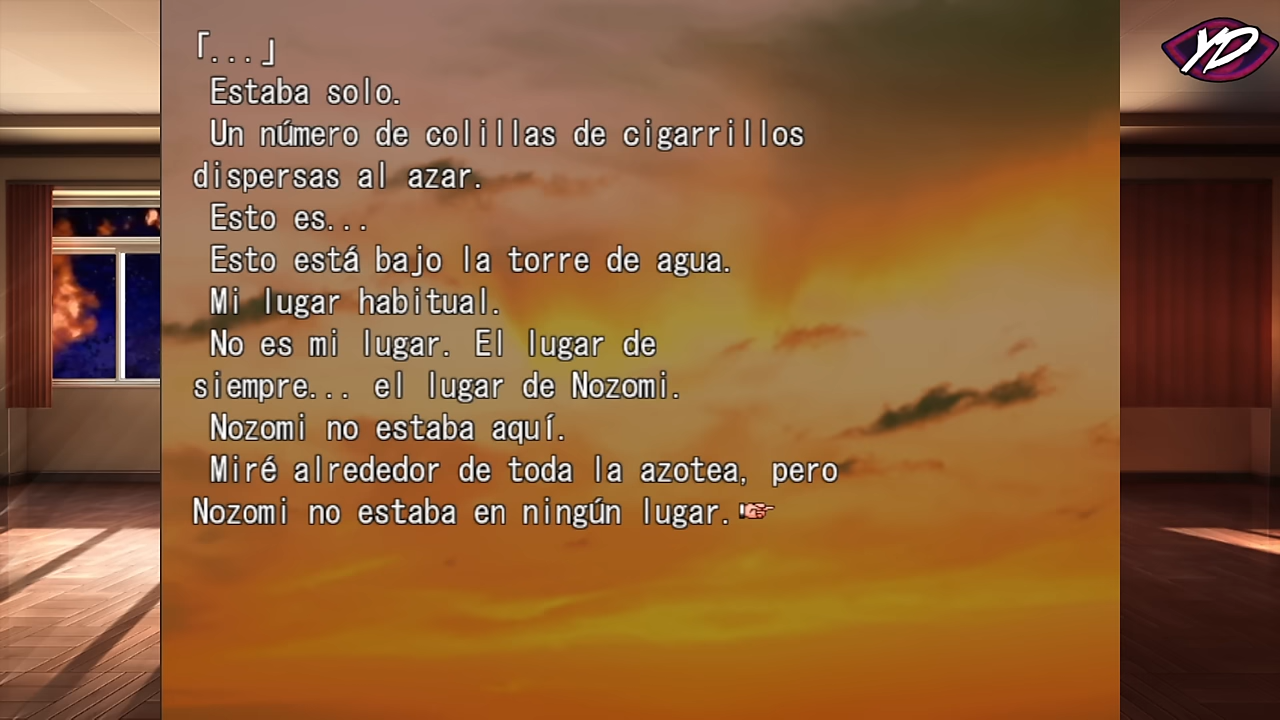 「...」
Estaba solo.
Un número de colillas de cigarrillos
dispersas al azar.
Esto es...
Esto está bajo la torre de agua.
Mi lugar habitual.
No es mi lugar. El lugar de
siempre... el lugar de Nozomi.
Nozomi no estaba aquí.
Miré alrededor de toda la azotea, pero
Nozomi no estaba en ningún lugar.
YD